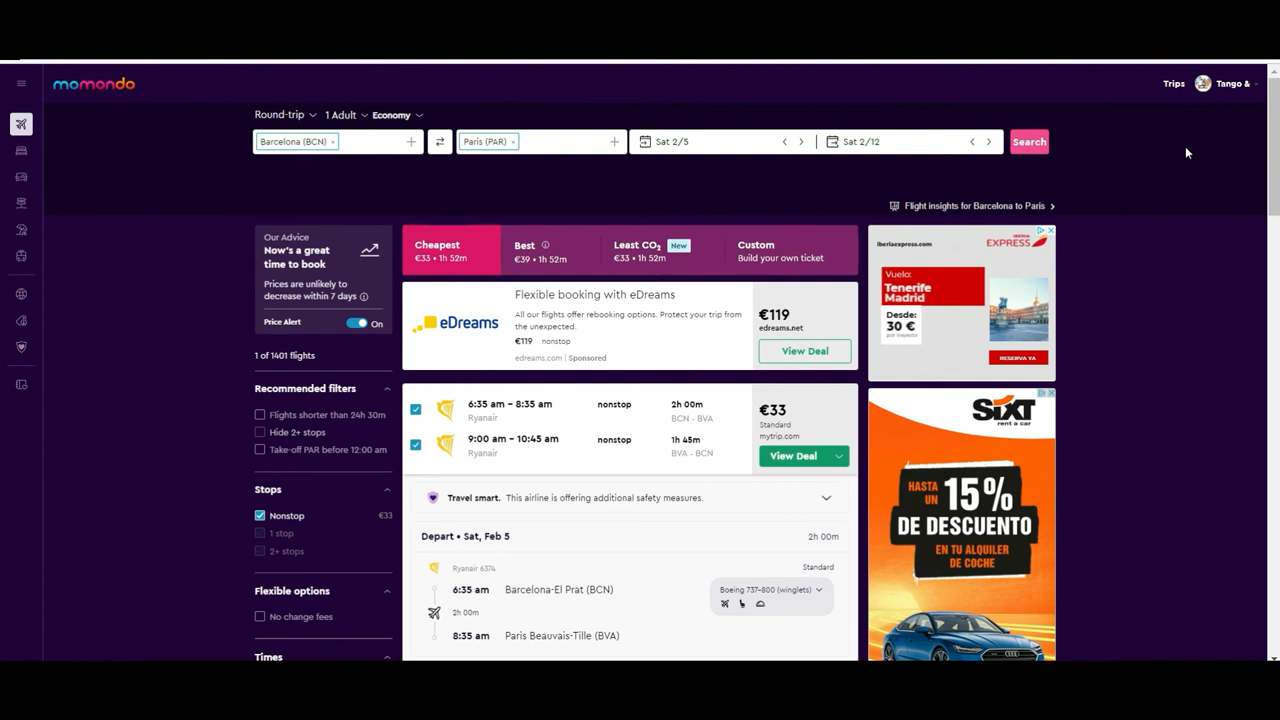 momondo
Trips
Tango &
Round-trip
1 Adult
Economy
Barcelona (BCN) ×
Paris (PAR) ×
Sat 2/5
Sat 2/12
Search
Flight insights for Barcelona to Paris
Our Advice
Now's a great
time to book
Prices are unlikely to
decrease within 7 days
Price Alert
On
1 of 1401 flights
Recommended filters
Flights shorter than 24h 30m
Hide 2+ stops
Take-off PAR before 12:00 am
Stops
Nonstop €33
1 stop
2+ stops
Flexible options
No change fees
Times
Cheapest
€33 • 1h 52m
Best
€39 • 1h 52m
Least CO₂ New
€33 • 1h 52m
Custom
Build your own ticket
eDreams
Flexible booking with eDreams
All our flights offer rebooking options. Protect your trip from
the unexpected.
€119 nonstop
edreams.com | Sponsored
€119
edreams.net
View Deal
6:35 am – 8:35 am nonstop 2h 00m
Ryanair BCN - BVA
9:00 am – 10:45 am nonstop 1h 45m
Ryanair BVA - BCN
€33
Standard
mytrip.com
View Deal
Travel smart. This airline is offering additional safety measures.
Depart • Sat, Feb 5 2h 00m
Ryanair 6374 Standard
6:35 am Barcelona-El Prat (BCN)
Boeing 737-800 (winglets)
2h 00m
8:35 am Paris Beauvais-Tille (BVA)
iberiaexpress.com
IBERIA
EXPRESS
Vuelo:
Tenerife
Madrid
Desde:
30 €
por trayecto
RESERVA YA
SIXT
rent a car
HASTA
UN
15%
DE DESCUENTO
EN TU ALQUILER
DE COCHE